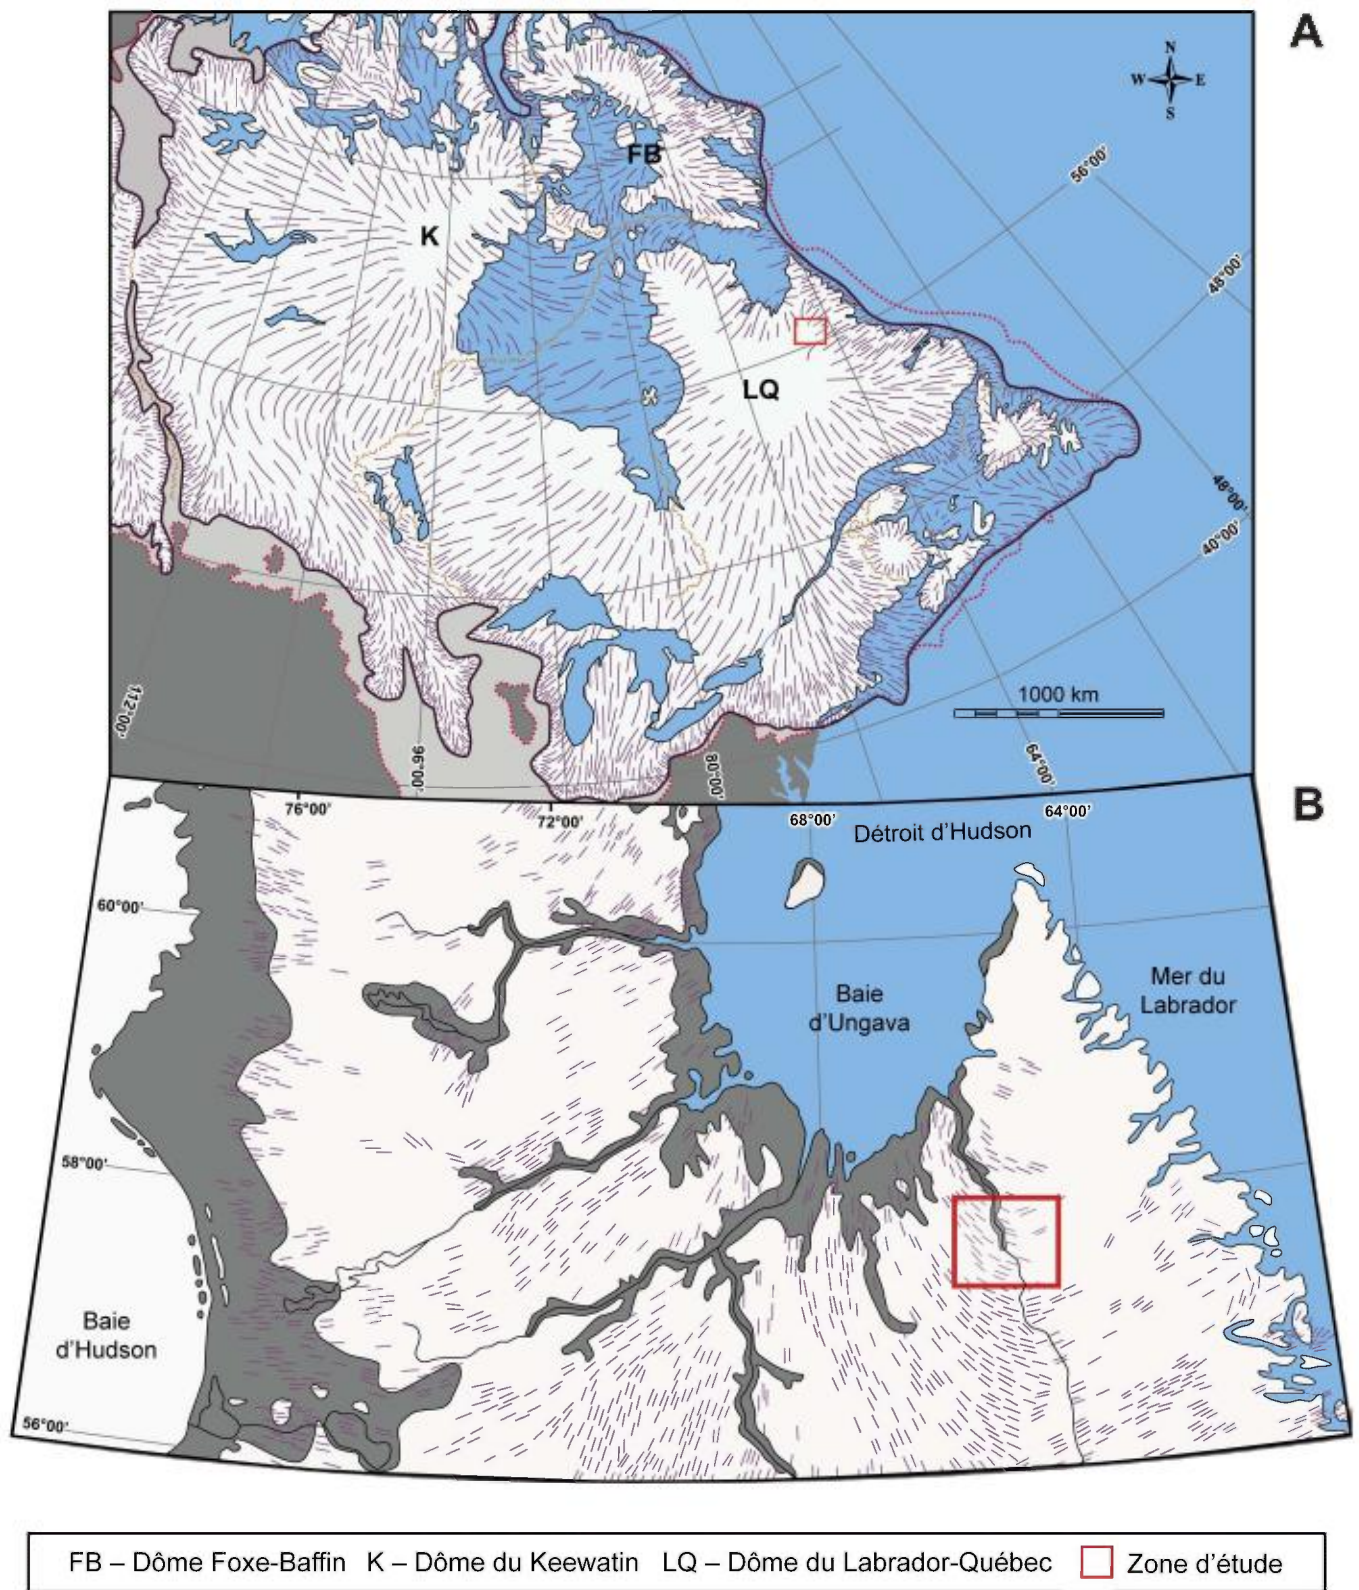 A
N
W E
S
56°00'
FB
K
48°00'
LQ
48°00'
40°00'
1000 km
112°00'
96°00'
80°00'
64°00'
B
76°00'
72°00'
68°00'
64°00'
Détroit d'Hudson
60°00'
Mer du
Labrador
Baie
d'Ungava
58°00'
Baie
d'Hudson
56°00'
FB – Dôme Foxe-Baffin K – Dôme du Keewatin LQ – Dôme du Labrador-Québec Zone d'étude